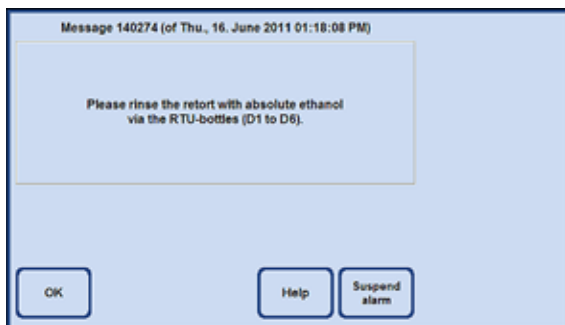 Message 140274 (of Thu., 16. June 2011 01:18:08 PM)
Please rinse the retort with absolute ethanol
via the RTU-bottles (D1 to D6).
OK
Help
Suspend
alarm